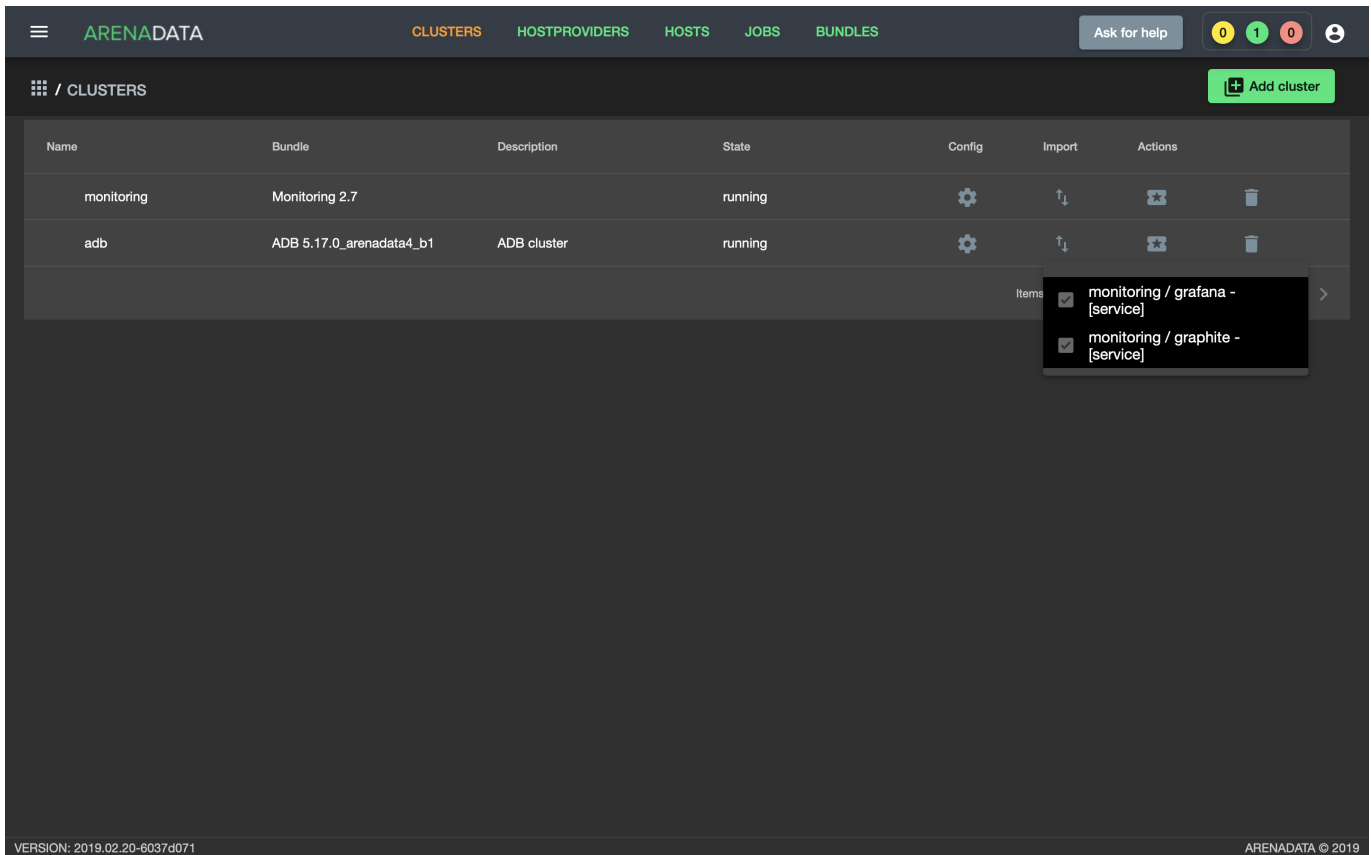 ARENADATA CLUSTERS HOSTPROVIDERS HOSTS JOBS BUNDLES Ask for help 0 1 0
/ CLUSTERS Add cluster
Name Bundle Description State Config Import Actions
monitoring Monitoring 2.7 running
adb ADB 5.17.0_arenadata4_b1 ADB cluster running
Items
monitoring / grafana -
[service]
monitoring / graphite -
[service]
VERSION: 2019.02.20-6037d071 ARENADATA © 2019